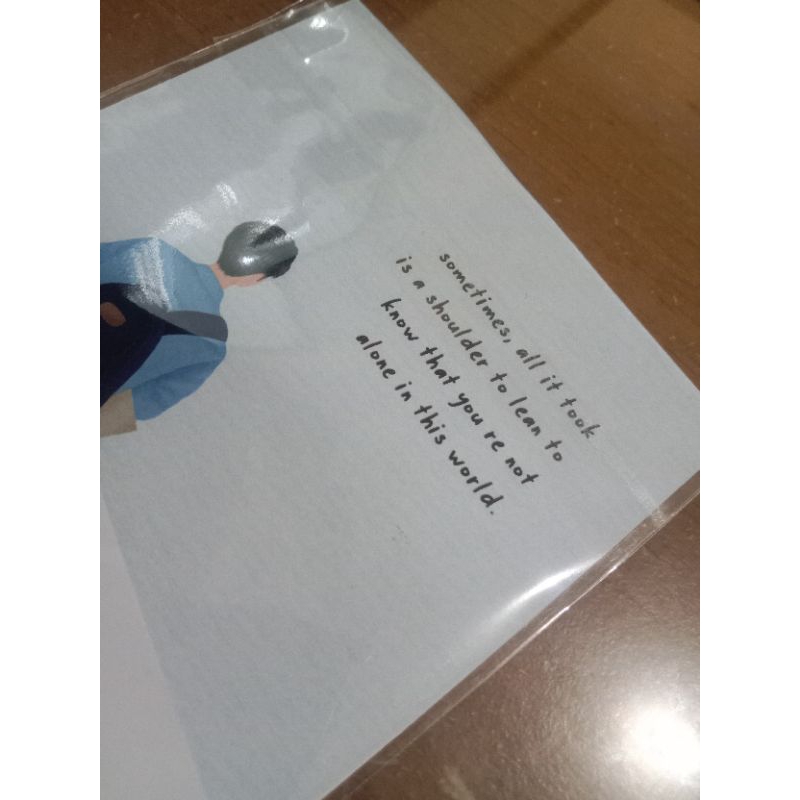 sometimes, all it took
is a shoulder to lean to
know that you re not
alone in this world.